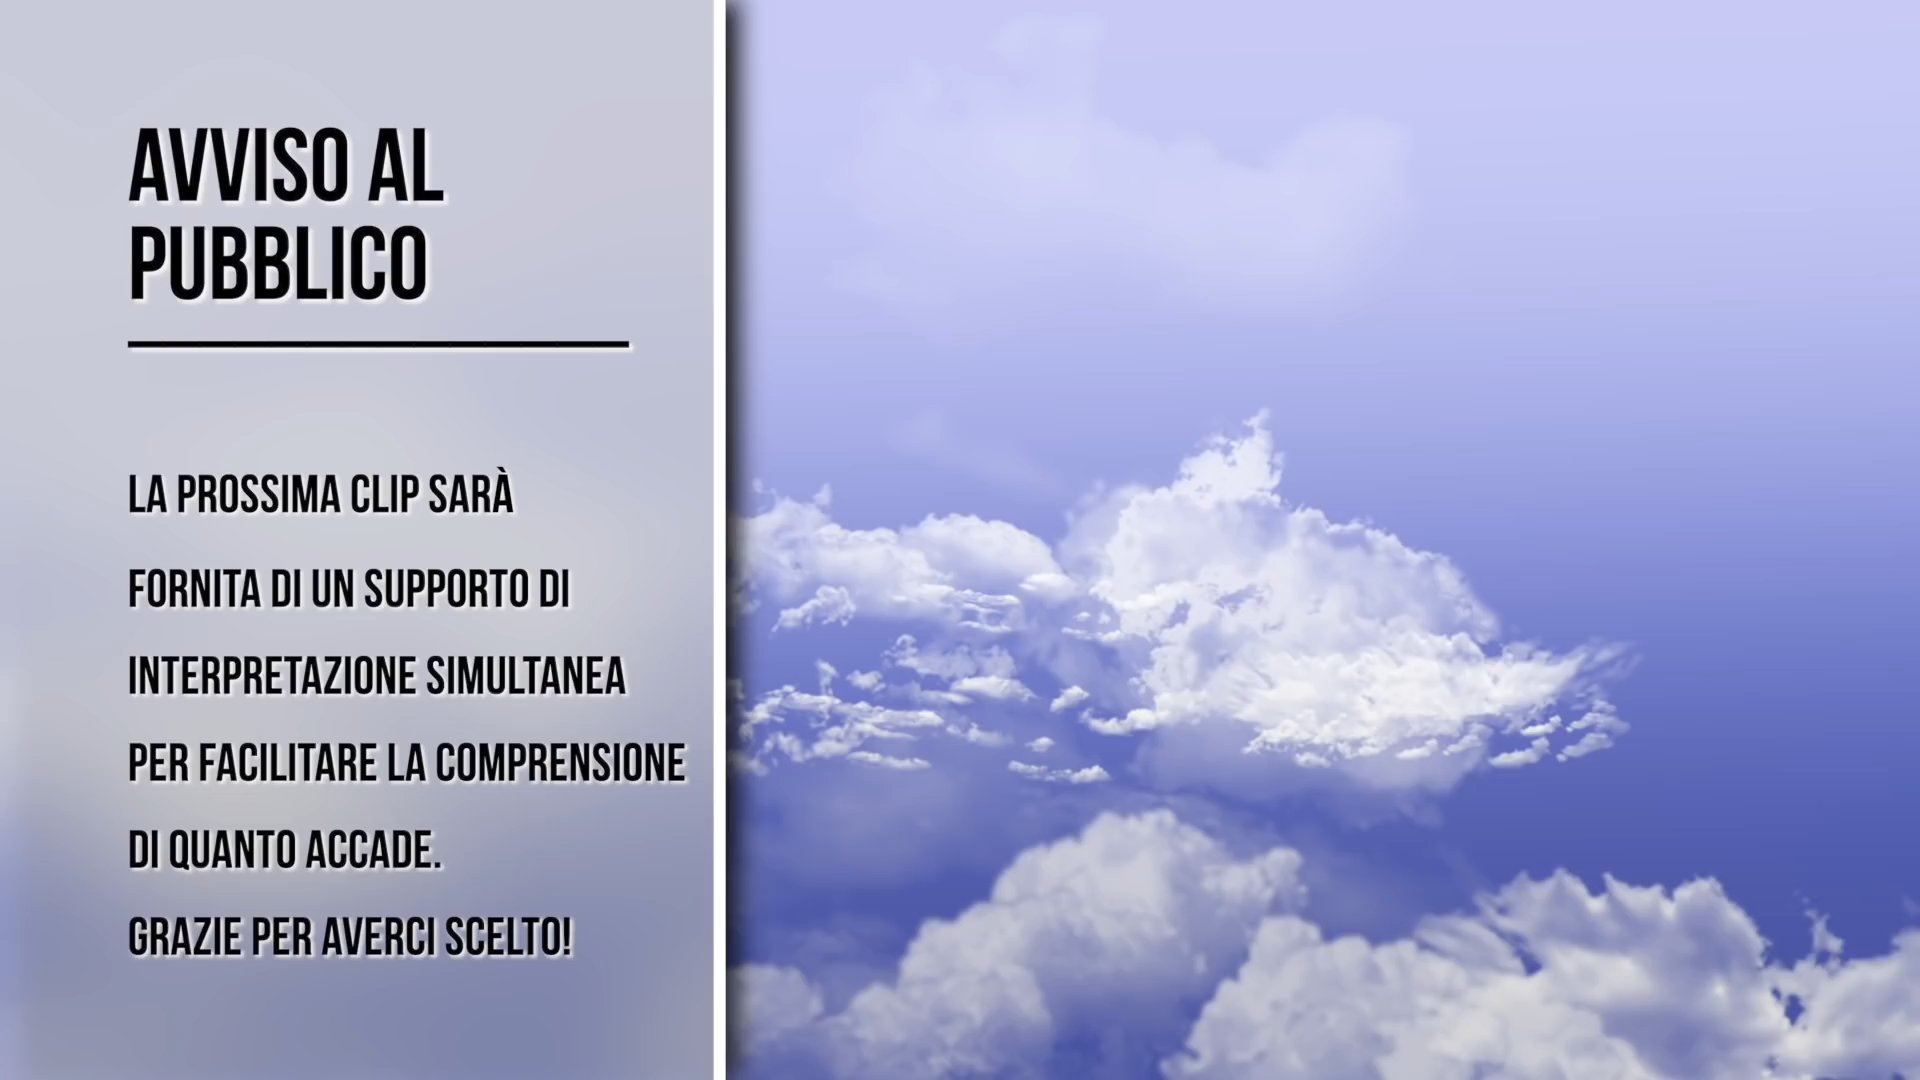 AVVISO AL
PUBBLICO
LA PROSSIMA CLIP SARÀ
FORNITA DI UN SUPPORTO DI
INTERPRETAZIONE SIMULTANEA
PER FACILITARE LA COMPRENSIONE
DI QUANTO ACCADE.
GRAZIE PER AVERCI SCELTO!